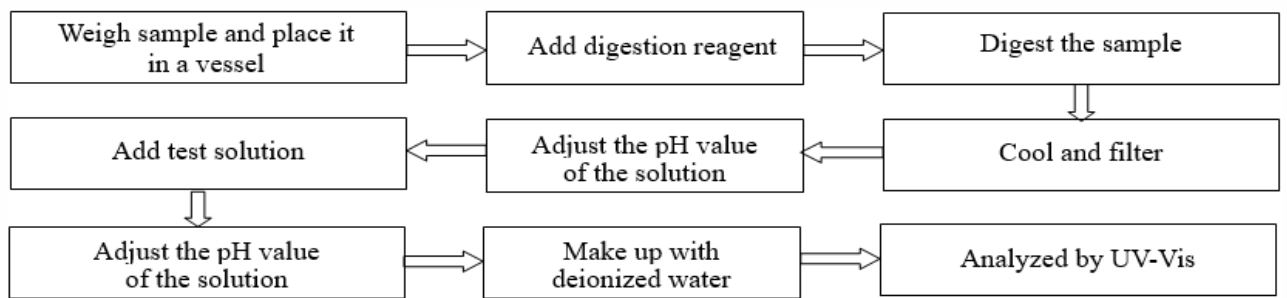 Weigh sample and place it
in a vessel
Add digestion reagent
Digest the sample
Cool and filter
Adjust the pH value
of the solution
Add test solution
Adjust the pH value
of the solution
Make up with
deionized water
Analyzed by UV-Vis